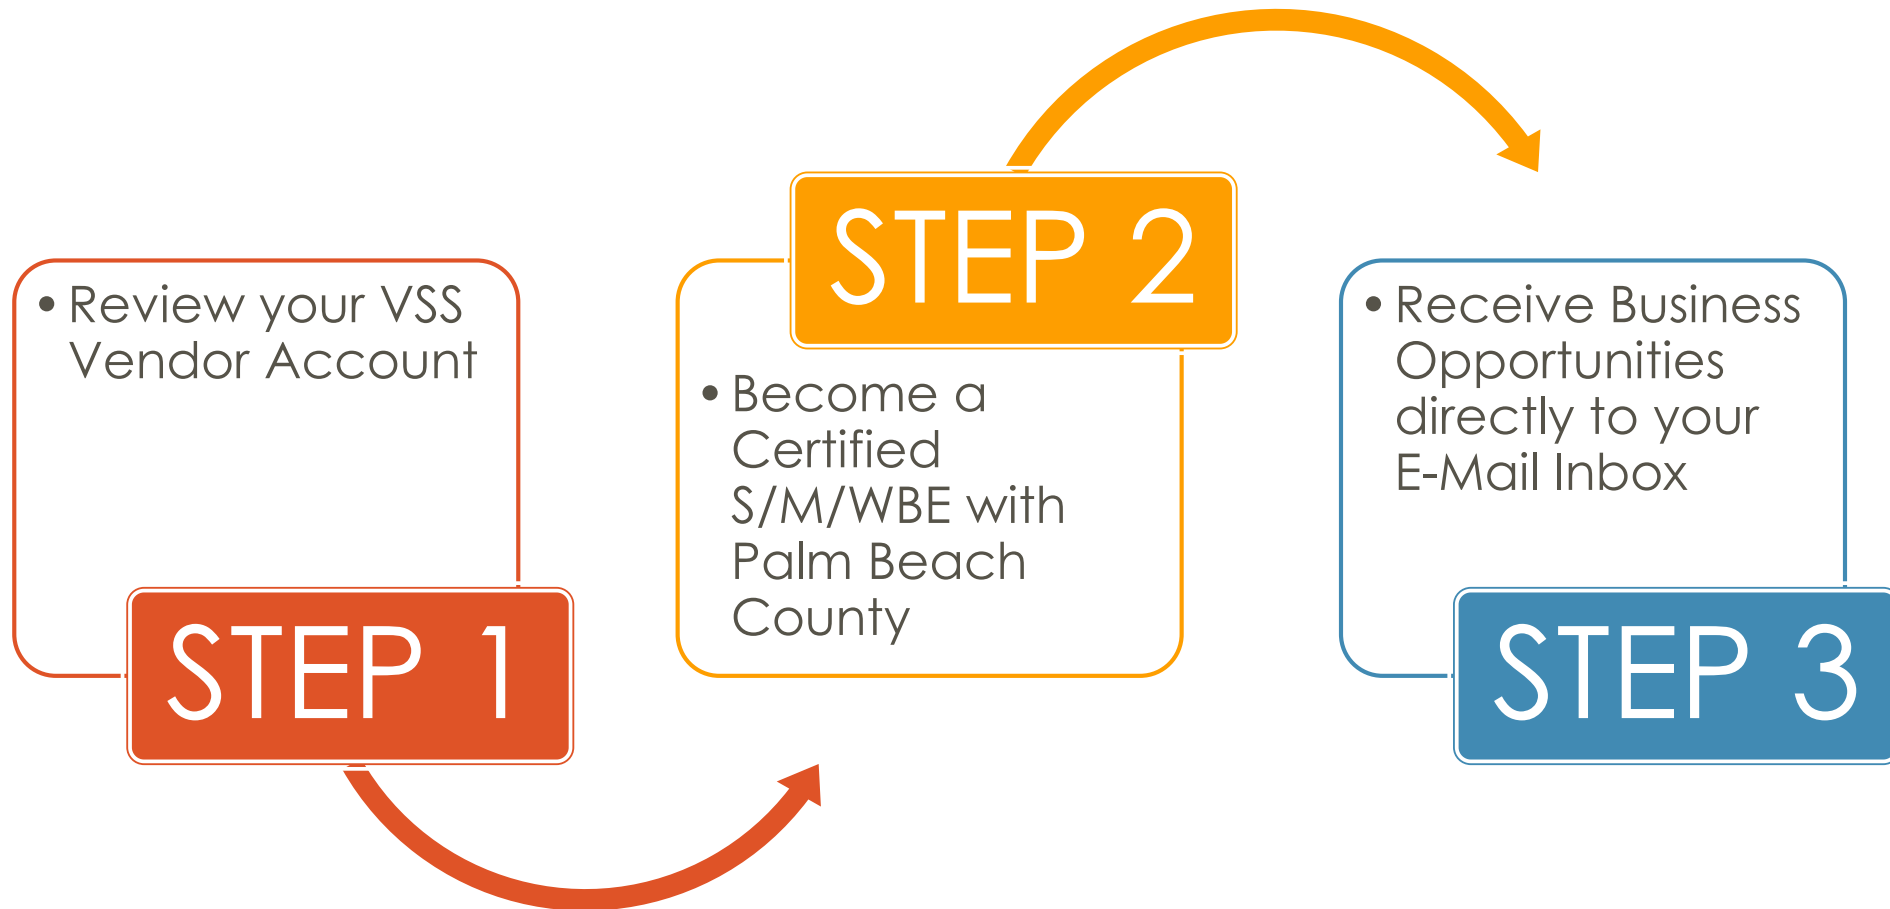 • Review your VSS
Vendor Account
STEP 1
STEP 2
• Become a
Certified
S/M/WBE with
Palm Beach
County
• Receive Business
Opportunities
directly to your
E-Mail Inbox
STEP 3